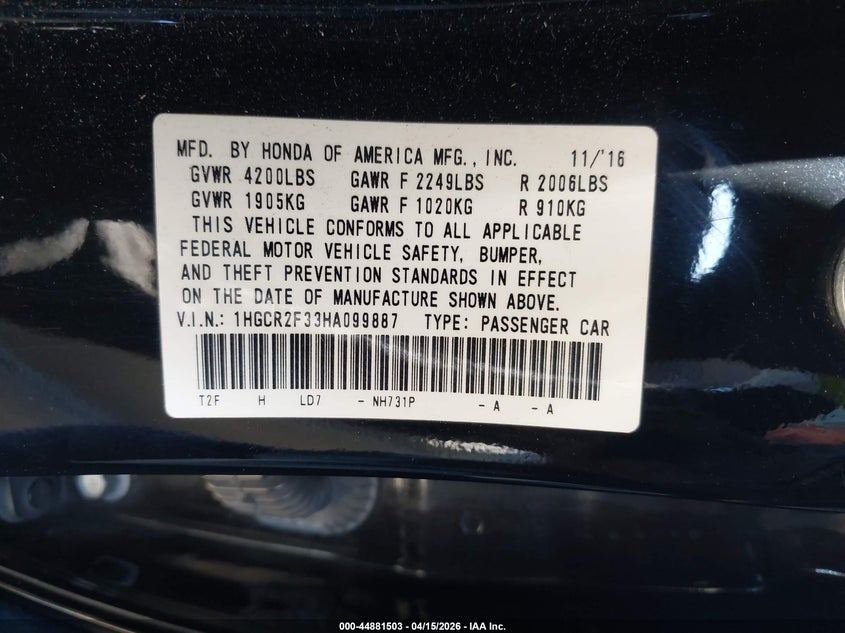 MFD. BY HONDA OF AMERICA MFG., INC. 11/'16
GVWR 4200LBS GAWR F 2249LBS R 2006LBS
GVWR 1905KG GAWR F 1020KG R 910KG
THIS VEHICLE CONFORMS TO ALL APPLICABLE
FEDERAL MOTOR VEHICLE SAFETY, BUMPER,
AND THEFT PREVENTION STANDARDS IN EFFECT
ON THE DATE OF MANUFACTURE SHOWN ABOVE.
V.I.N.: 1HGCR2F33HA099887 TYPE: PASSENGER CAR
T2F H LD7 - NH731P - A - A
000-44881503 - 04/15/2026 - IAA Inc.